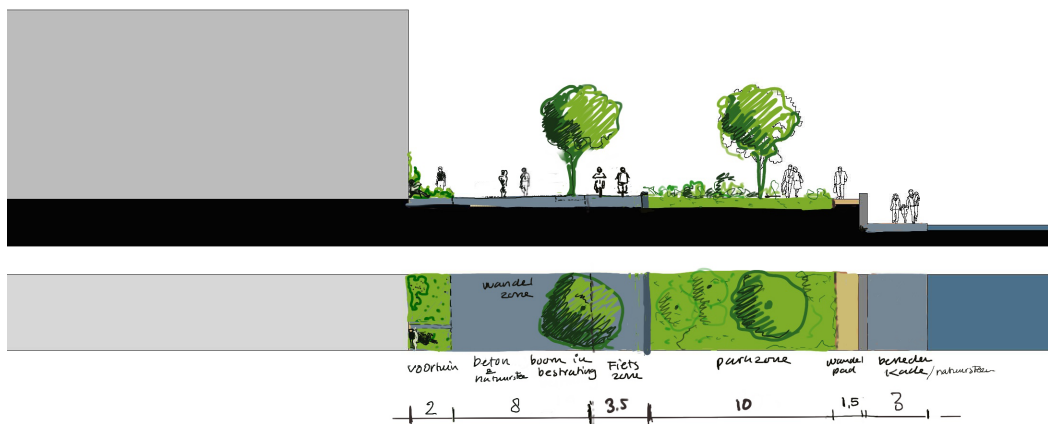 wandel
zone
voortuin
beton
&
natuursteen
boom in
bestrating
Fiets
zone
parkzone
wandel
pad
beneden
kade / natuursteen
2 8 3.5 10 1,5 3